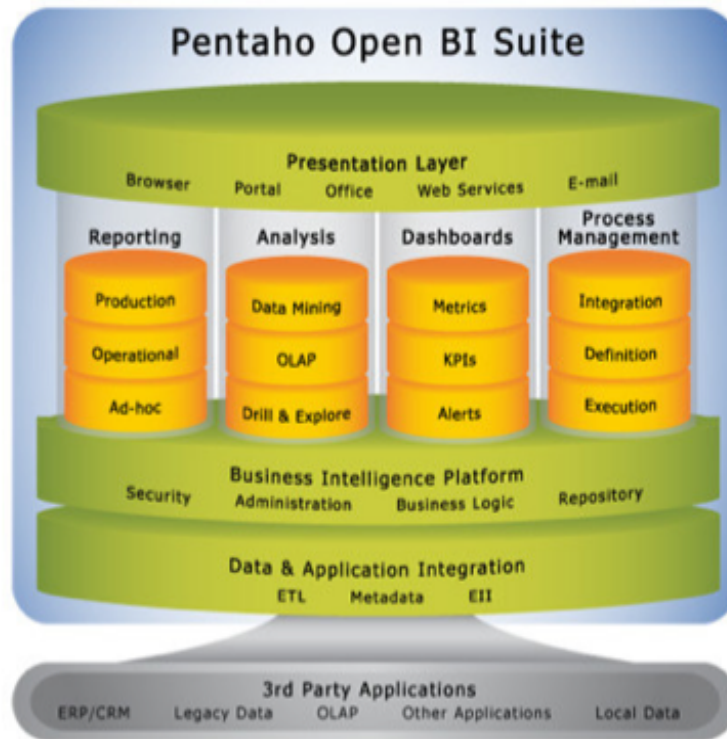 Pentaho Open BI Suite
Presentation Layer
Browser Portal Office Web Services E-mail
Reporting Analysis Dashboards Process Management
Production Data Mining Metrics Integration
Operational OLAP KPIs Definition
Ad-hoc Drill & Explore Alerts Execution
Business Intelligence Platform
Security Administration Business Logic Repository
Data & Application Integration
ETL Metadata EII
3rd Party Applications
ERP/CRM Legacy Data OLAP Other Applications Local Data